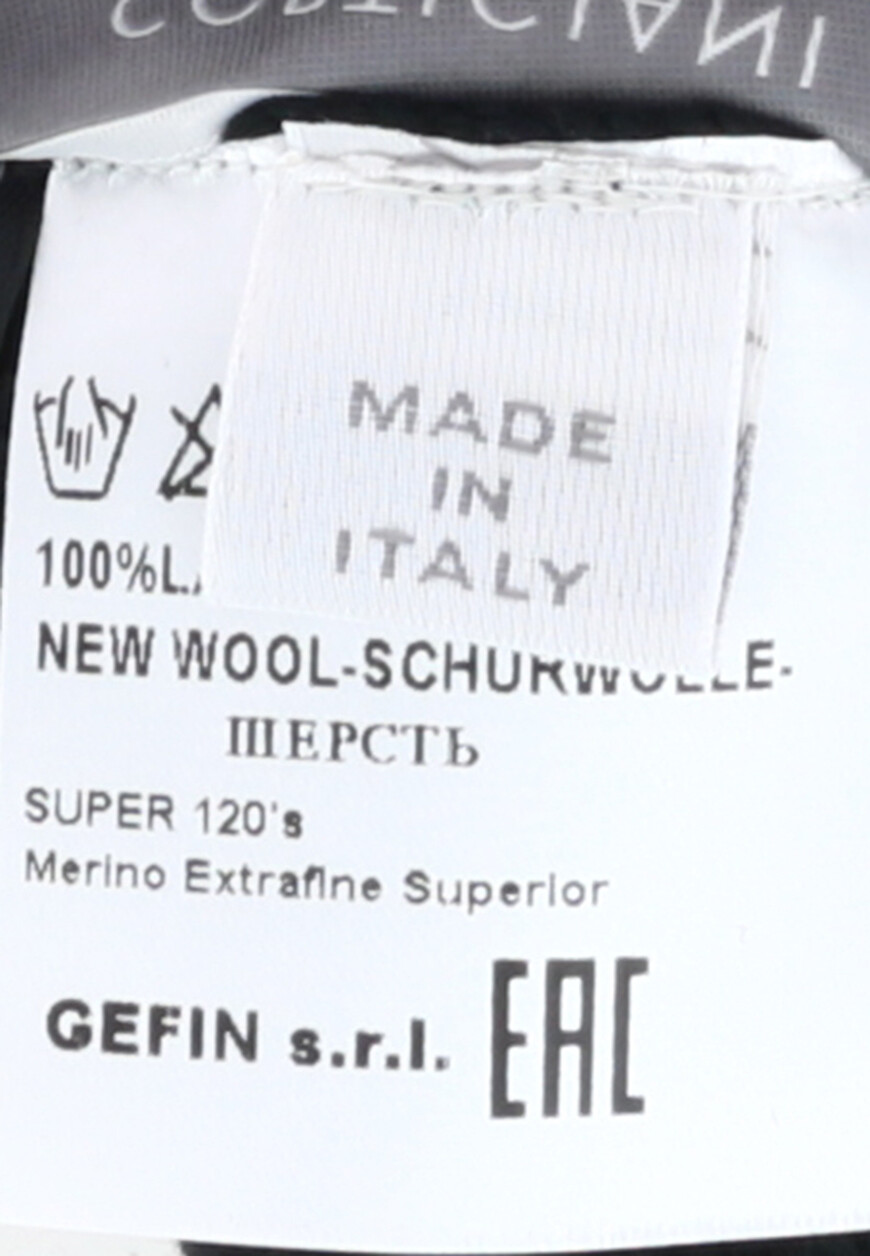 MADE
IN
ITALY
100%
NEW WOOL-SCHURWOLLE-
ШЕРСТЬ
SUPER 120's
Merino Extrafine Superior
GEFIN s.r.l. EAC